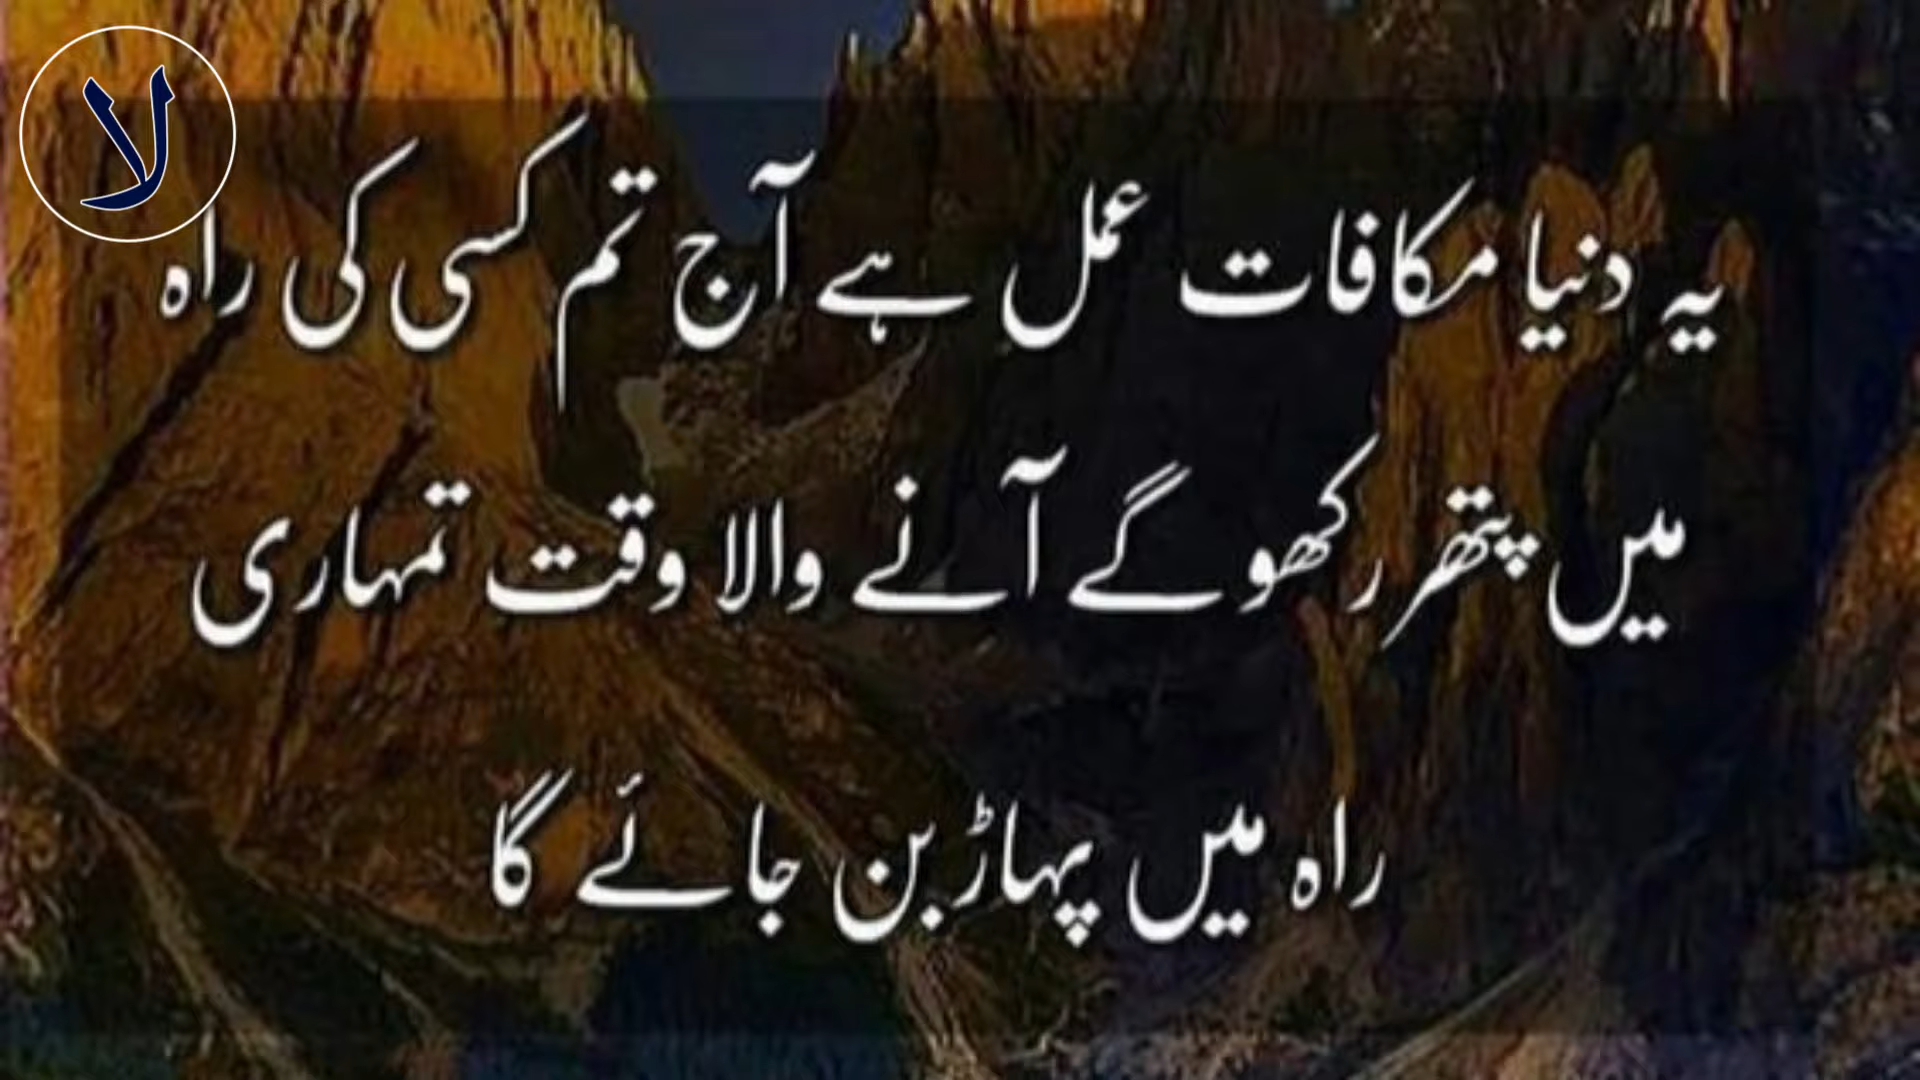 لا
یہ دنیا مکافات عمل ہے آج تم کسی کی راہ
میں پتھر رکھو گے آنے والا وقت تمہاری
راہ میں پہاڑ بن جائے گا